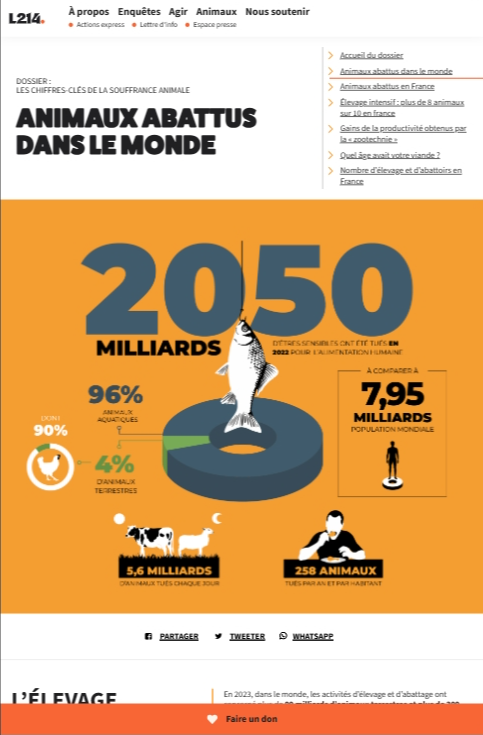 L214.
À propos Enquêtes Agir Animaux Nous soutenir
Actions express Lettre d'info Espace presse
DOSSIER :
LES CHIFFRES-CLÉS DE LA SOUFFRANCE ANIMALE
ANIMAUX ABATTUS
DANS LE MONDE
Accueil du dossier
Animaux abattus dans le monde
Animaux abattus en France
Élevage intensif : plus de 8 animaux
sur 10 en france
Gains de la productivité obtenus par
la « zootechnie »
Quel âge avait votre viande ?
Nombre d'élevage et d'abattoirs en
France
2050
MILLIARDS
D'ÊTRES SENSIBLES ONT ÉTÉ TUÉS EN
2022 POUR L'ALIMENTATION HUMAINE
96%
ANIMAUX
AQUATIQUES
DONT
90%
4%
D'ANIMAUX
TERRESTRES
À COMPARER À
7,95
MILLIARDS
POPULATION MONDIALE
5,6 MILLIARDS
D'ANIMAUX TUÉS CHAQUE JOUR
258 ANIMAUX
TUÉS PAR AN ET PAR HABITANT
PARTAGER TWEETER WHATSAPP
L'ÉLEVAGE
En 2023, dans le monde, les activités d'élevage et d'abattage ont
Faire un don